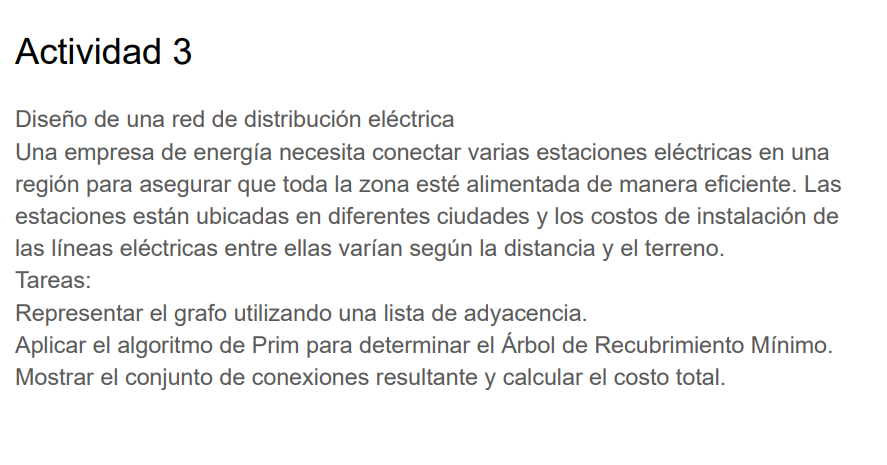 Actividad 3
Diseño de una red de distribución eléctrica
Una empresa de energía necesita conectar varias estaciones eléctricas en una
región para asegurar que toda la zona esté alimentada de manera eficiente. Las
estaciones están ubicadas en diferentes ciudades y los costos de instalación de
las líneas eléctricas entre ellas varían según la distancia y el terreno.
Tareas:
Representar el grafo utilizando una lista de adyacencia.
Aplicar el algoritmo de Prim para determinar el Árbol de Recubrimiento Mínimo.
Mostrar el conjunto de conexiones resultante y calcular el costo total.